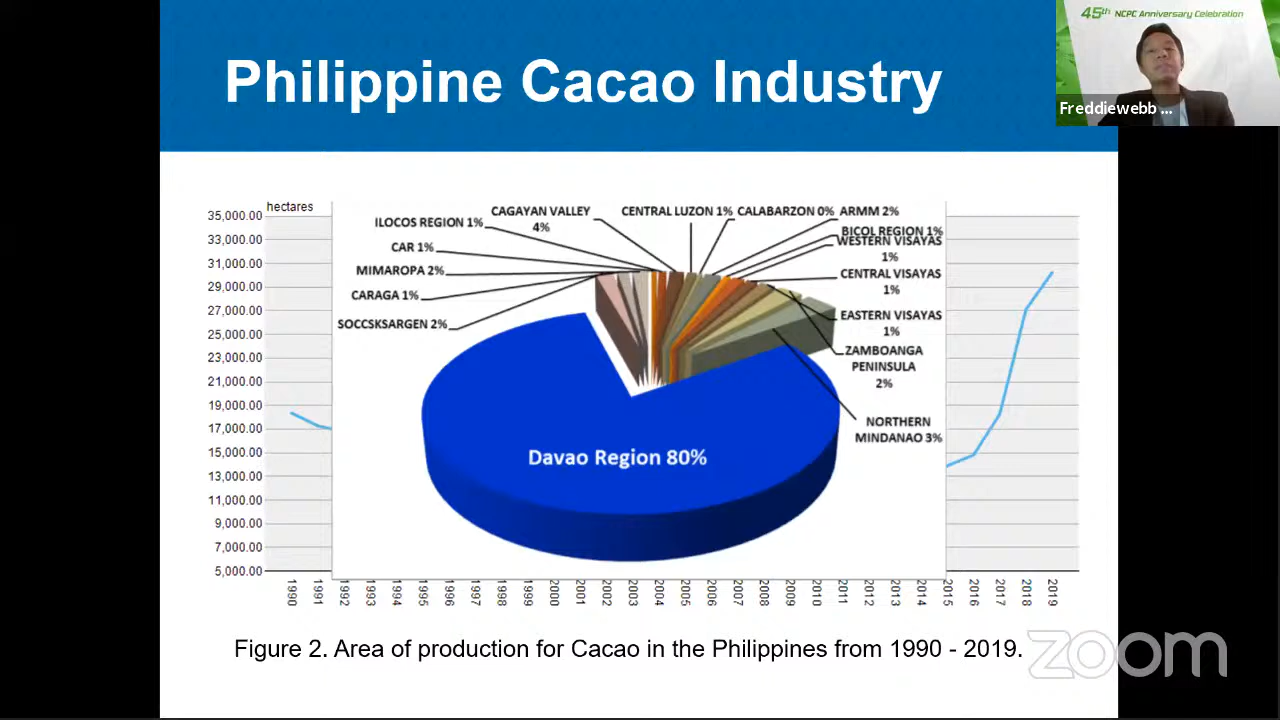 45th NCPC Anniversary Celebration
Freddiewebb ...
Philippine Cacao Industry
hectares
35,000.00
33,000.00
31,000.00
29,000.00
27,000.00
25,000.00
23,000.00
21,000.00
19,000.00
17,000.00
15,000.00
13,000.00
11,000.00
9,000.00
7,000.00
5,000.00
ILOCOS REGION 1%
CAGAYAN VALLEY
4%
CENTRAL LUZON 1%
CALABARZON 0%
ARMM 2%
CAR 1%
BICOL REGION 1%
WESTERN VISAYAS
1%
MIMAROPA 2%
CENTRAL VISAYAS
1%
CARAGA 1%
EASTERN VISAYAS
1%
SOCCSKSARGEN 2%
ZAMBOANGA
PENINSULA
2%
NORTHERN
MINDANAO 3%
Davao Region 80%
1990
1991
1992
1993
1994
1995
1996
1997
1998
1999
2000
2001
2002
2003
2004
2005
2006
2007
2008
2009
2010
2011
2012
2013
2014
2015
2016
2017
2018
2019
Figure 2. Area of production for Cacao in the Philippines from 1990 - 2019.
zoom